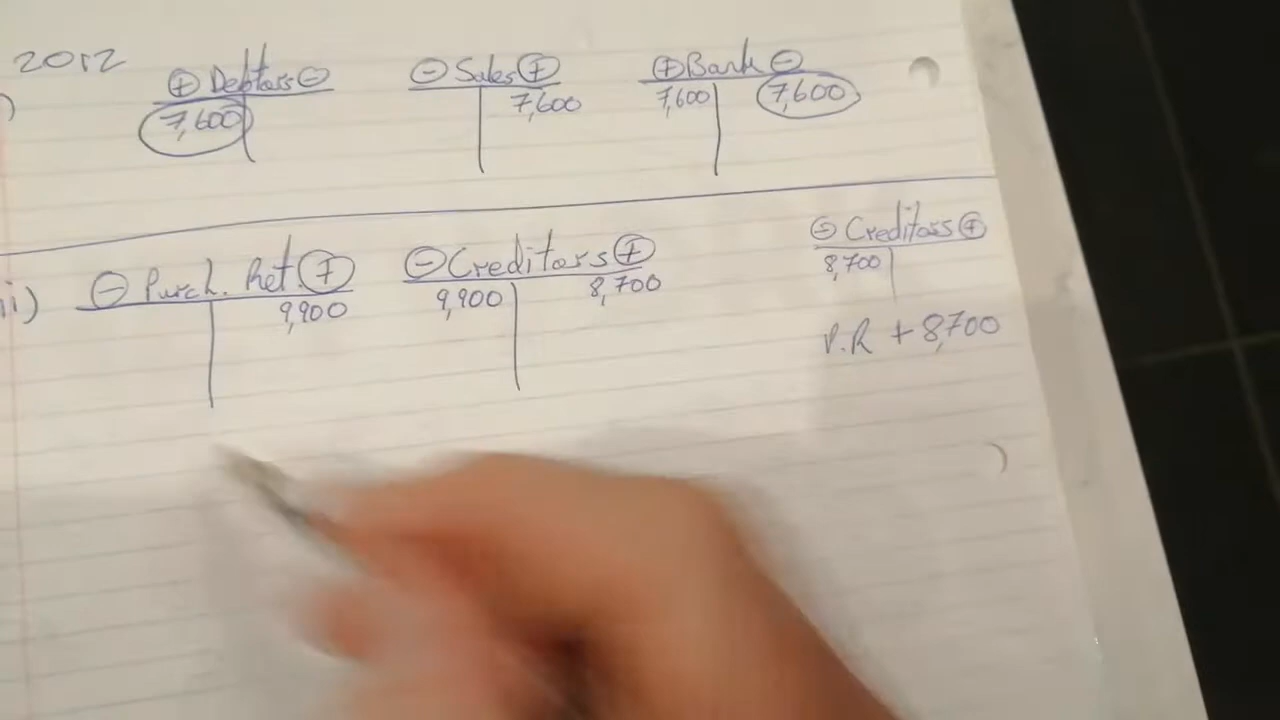 2012
⊕ Debtors ⊖
7,600
⊖ Sales ⊕
7,600
⊕ Bank ⊖
7,600 7,600
ii)
⊖ Purch. Ret. ⊕
9,900
⊖ Creditors ⊕
9,900 8,700
⊖ Creditors ⊕
8,700
P.R + 8,700